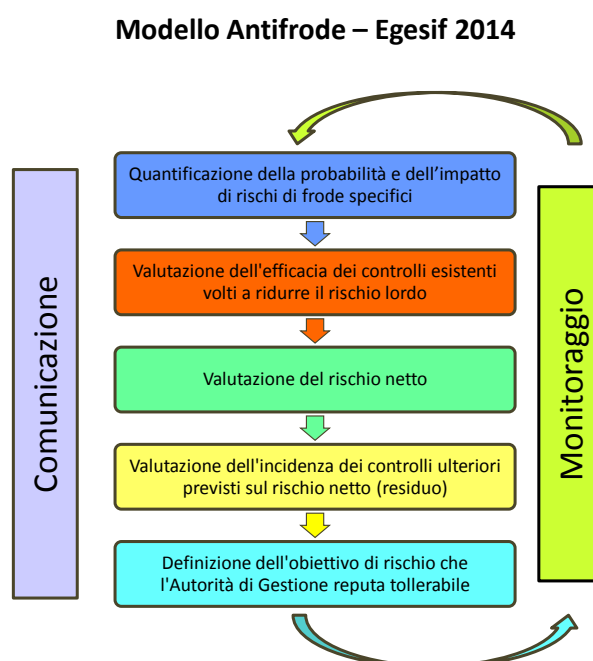 Modello Antifrode – Egesif 2014
Comunicazione
Quantificazione della probabilità e dell’impatto
di rischi di frode specifici
Valutazione dell'efficacia dei controlli esistenti
volti a ridurre il rischio lordo
Valutazione del rischio netto
Valutazione dell'incidenza dei controlli ulteriori
previsti sul rischio netto (residuo)
Definizione dell'obiettivo di rischio che
l'Autorità di Gestione reputa tollerabile
Monitoraggio